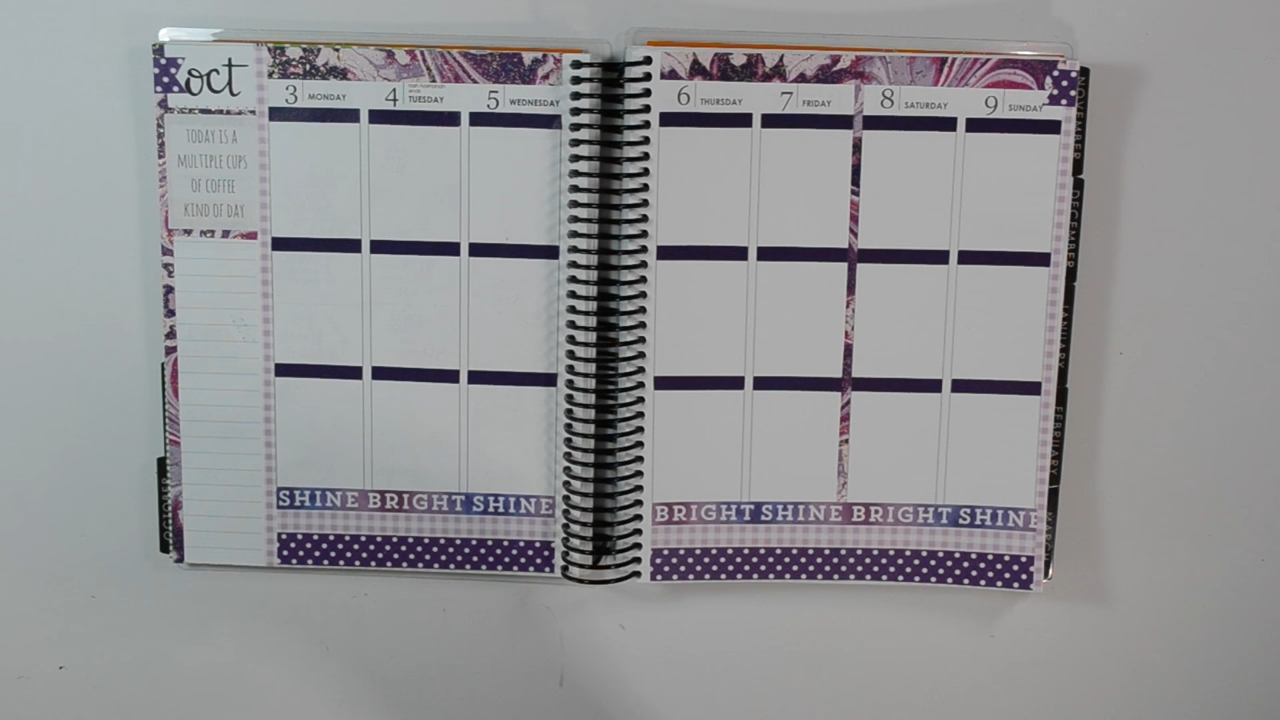 oct
TODAY IS A
MULTIPLE CUPS
OF COFFEE
KIND OF DAY
3 MONDAY
4 TUESDAY
5 WEDNESDAY
6 THURSDAY
7 FRIDAY
8 SATURDAY
9 SUNDAY
SHINE BRIGHT SHINE
BRIGHT SHINE BRIGHT SHINE
OCTOBER
NOVEMBER
DECEMBER
JANUARY
FEBRUARY
MARCH